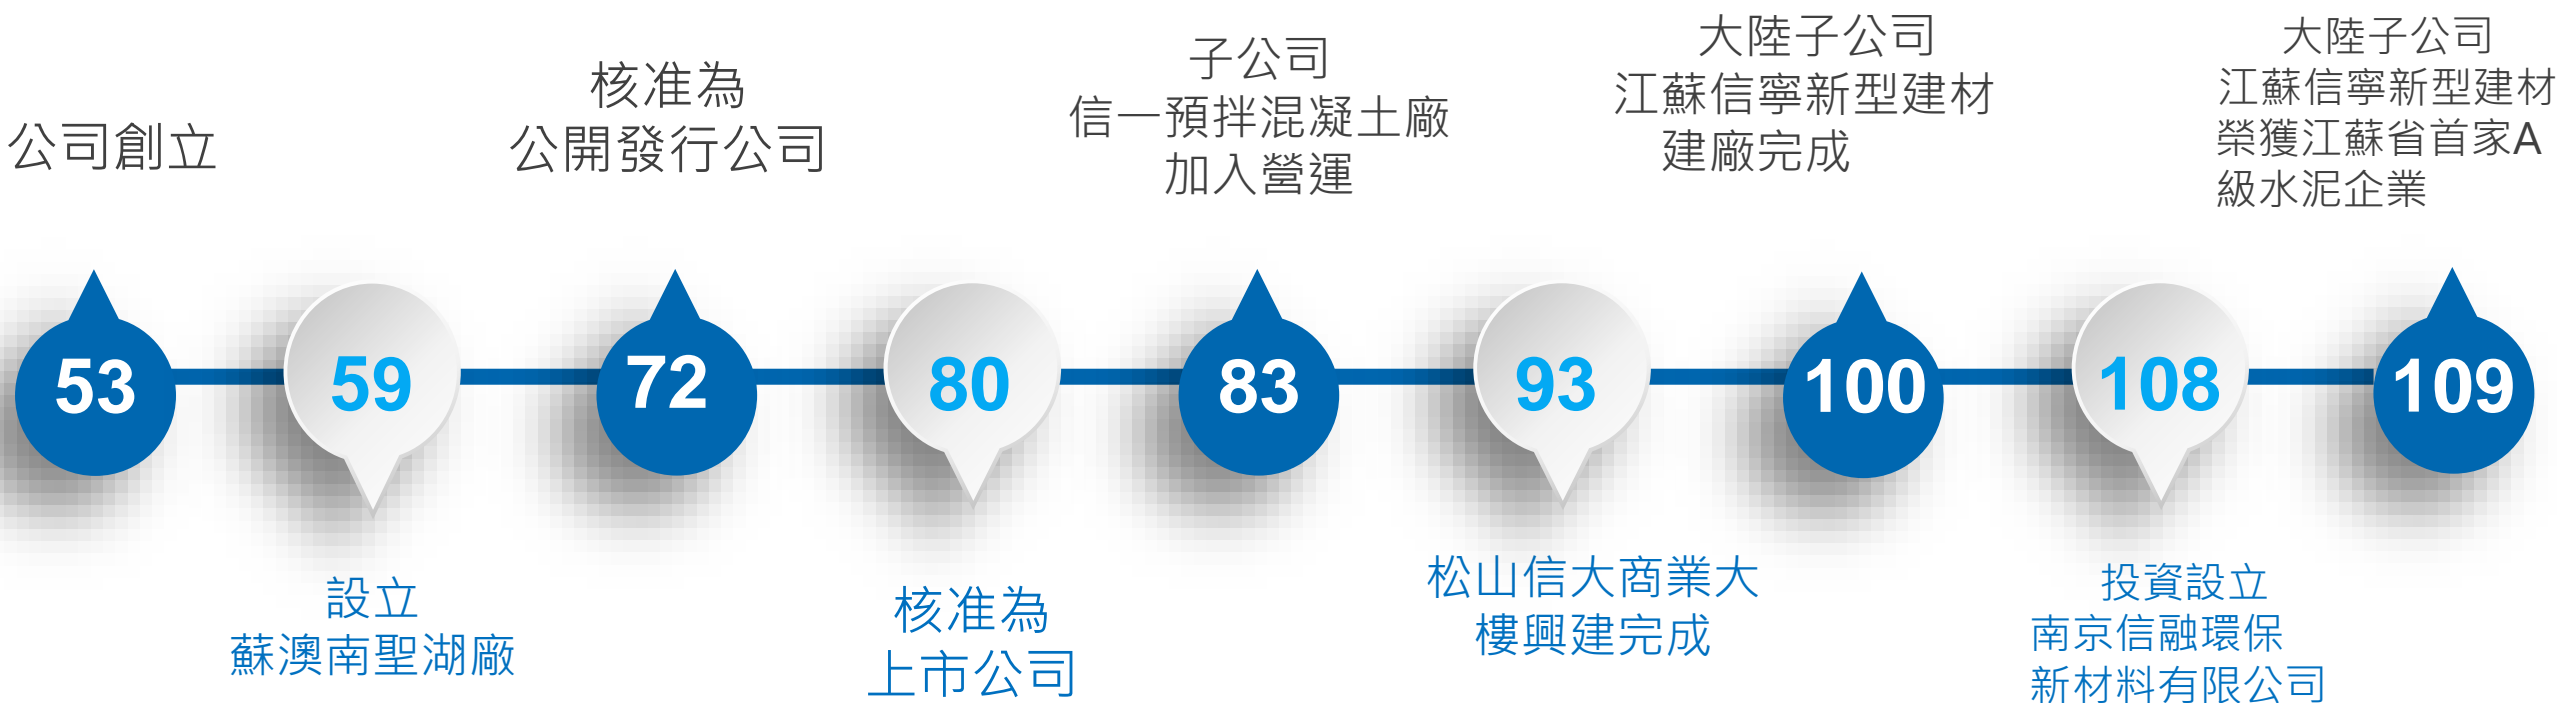 公司創立
53
設立
蘇澳南聖湖廠
59
核准為
公開發行公司
72
核准為
上市公司
80
子公司
信一預拌混凝土廠
加入營運
83
松山信大商業大
樓興建完成
93
大陸子公司
江蘇信寧新型建材
建廠完成
100
投資設立
南京信融環保
新材料有限公司
108
大陸子公司
江蘇信寧新型建材
榮獲江蘇省首家A
級水泥企業
109